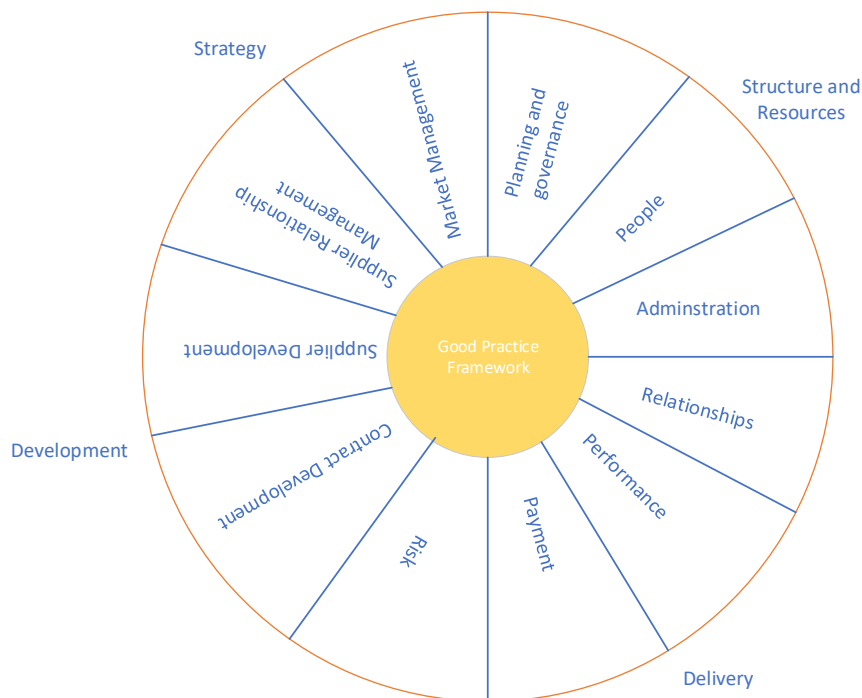 Strategy
Structure and
Resources
Market Management
Planning and
governance
Supplier Relationship
Management
People
Adminstration
Supplier Development
Good Practice
Framework
Relationships
Development
Contract Development
Performance
Payment
Risk
Delivery